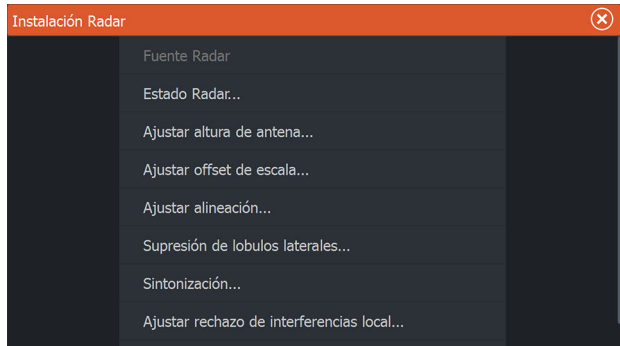 Instalación Radar
Fuente Radar
Estado Radar...
Ajustar altura de antena...
Ajustar offset de escala...
Ajustar alineación...
Supresión de lobulos laterales...
Sintonización...
Ajustar rechazo de interferencias local...